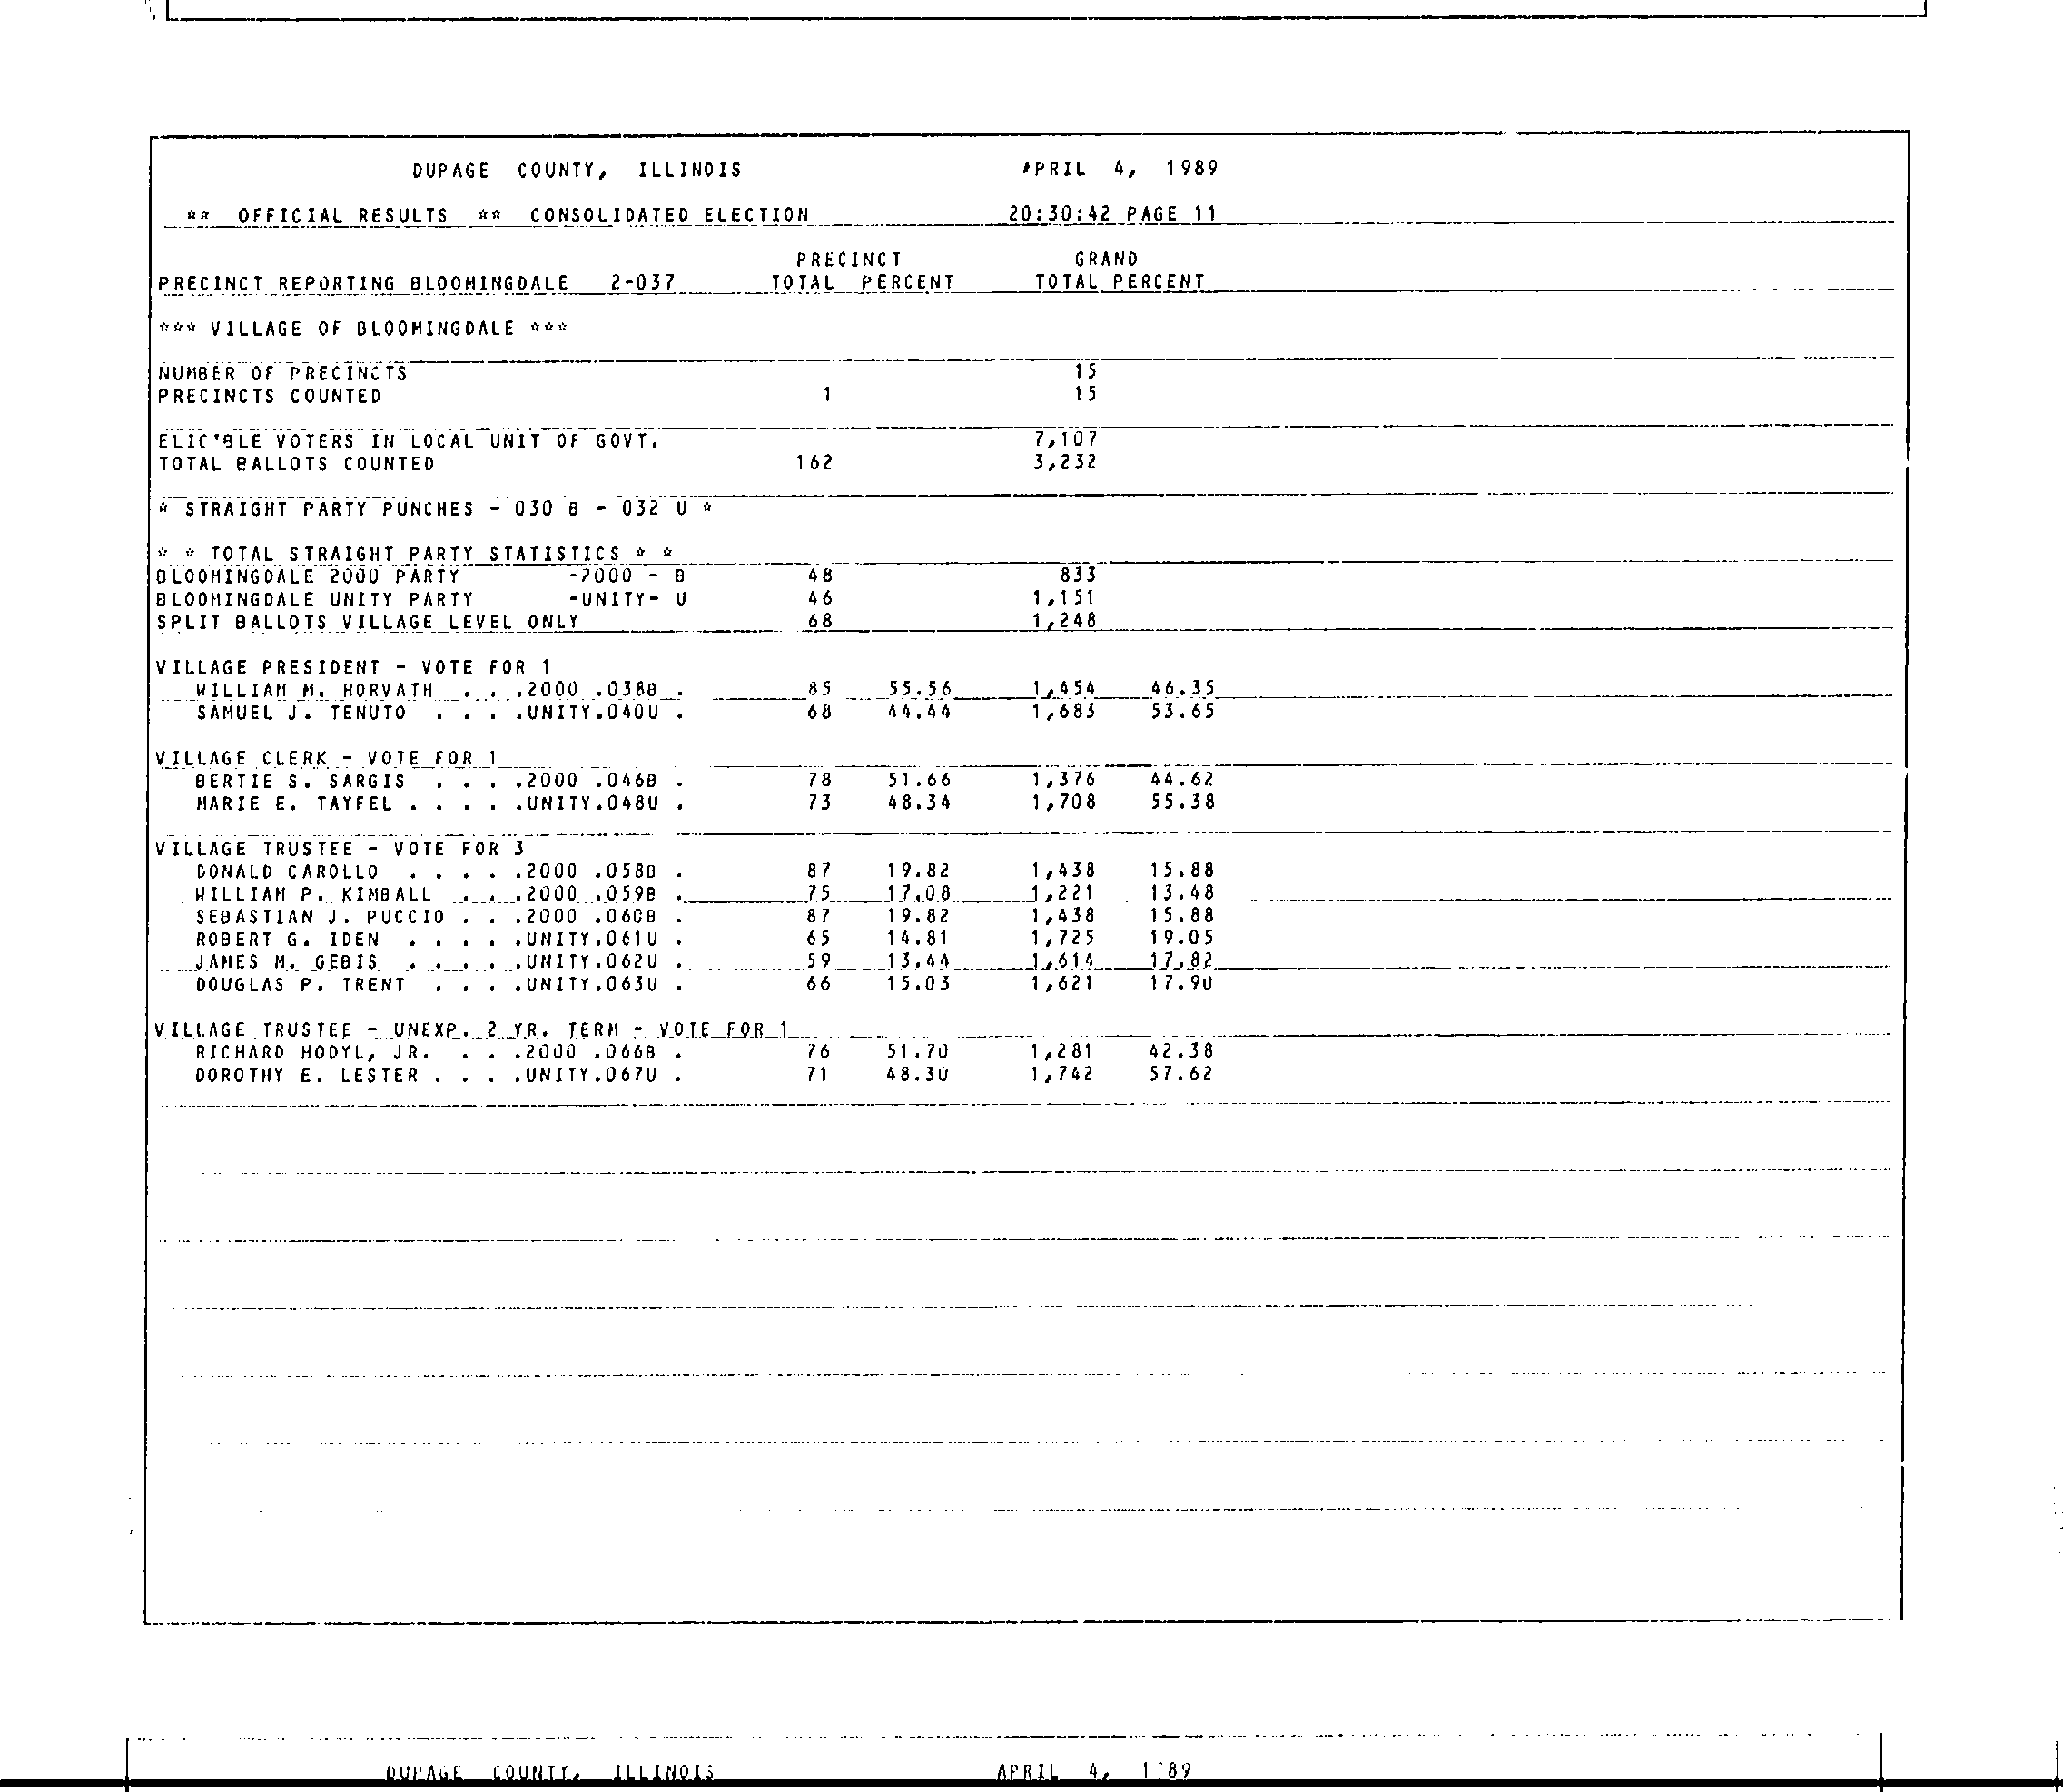 DUPAGE COUNTY, ILLINOIS APRIL 4, 1989
** OFFICIAL RESULTS ** CONSOLIDATED ELECTION 20:30:42 PAGE 11
PRECINCT GRAND
PRECINCT REPORTING BLOOMINGDALE 2-037 TOTAL PERCENT TOTAL PERCENT
*** VILLAGE OF BLOOMINGDALE ***
NUMBER OF PRECINCTS 15
PRECINCTS COUNTED 1 15
ELIC'BLE VOTERS IN LOCAL UNIT OF GOVT. 7,107
TOTAL BALLOTS COUNTED 162 3,232
* STRAIGHT PARTY PUNCHES - 030 B - 032 U *
* * TOTAL STRAIGHT PARTY STATISTICS * *
BLOOMINGDALE 2000 PARTY -2000 - B 48 833
BLOOMINGDALE UNITY PARTY -UNITY- U 46 1,151
SPLIT BALLOTS VILLAGE LEVEL ONLY 68 1,248
VILLAGE PRESIDENT - VOTE FOR 1
WILLIAM M. HORVATH . . .2000 .038B . 85 55.56 1,454 46.35
SAMUEL J. TENUTO . . . .UNITY.040U . 68 44.44 1,683 53.65
VILLAGE CLERK - VOTE FOR 1
BERTIE S. SARGIS . . . .2000 .046B . 78 51.66 1,376 44.62
MARIE E. TAYFEL . . . . .UNITY.048U . 73 48.34 1,708 55.38
VILLAGE TRUSTEE - VOTE FOR 3
DONALD CAROLLO . . . . .2000 .058B . 87 19.82 1,438 15.88
WILLIAM P. KIMBALL . . .2000 .059B . 75 17.08 1,221 13.48
SEBASTIAN J. PUCCIO . . .2000 .060B . 87 19.82 1,438 15.88
ROBERT G. IDEN . . . . .UNITY.061U . 65 14.81 1,725 19.05
JAMES M. GEBIS . . . . .UNITY.062U . 59 13.44 1,614 17.82
DOUGLAS P. TRENT . . . .UNITY.063U . 66 15.03 1,621 17.90
VILLAGE TRUSTEE - UNEXP. 2 YR. TERM - VOTE FOR 1
RICHARD HODYL, JR. . . .2000 .066B . 76 51.70 1,281 42.38
DOROTHY E. LESTER . . . .UNITY.067U . 71 48.30 1,742 57.62
DUPAGE COUNTY, ILLINOIS APRIL 4, 1 89